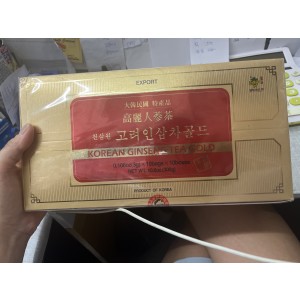 EXPORT
大韓民國 特產品
高麗人蔘茶
고려인삼차골드
KOREAN GINSENG TEA GOLD
PRODUCT OF KOREA